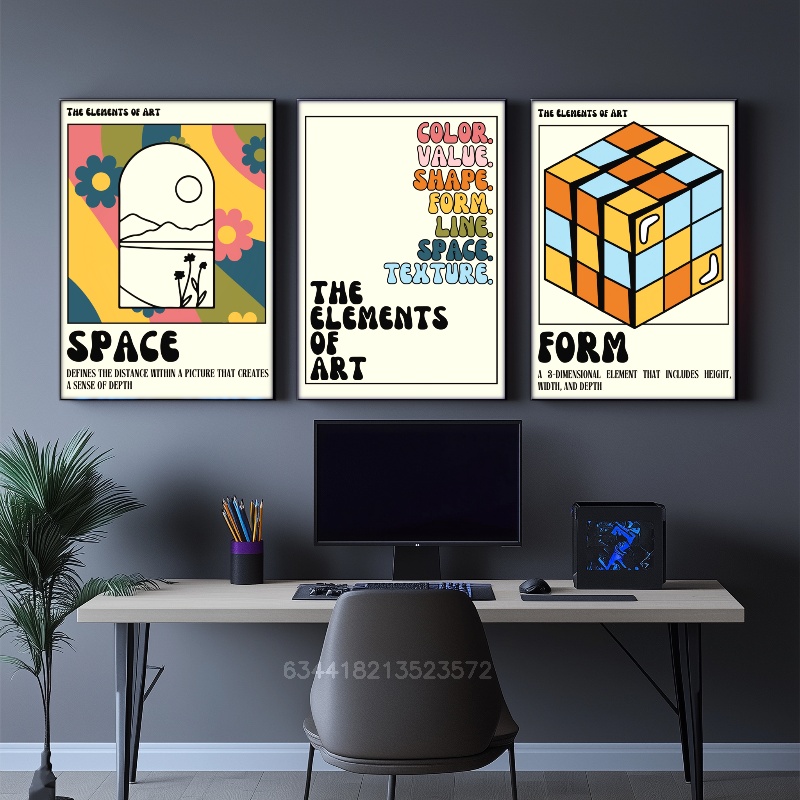 THE ELEMENTS OF ART
SPACE
DEFINES THE DISTANCE WITHIN A PICTURE THAT CREATES
A SENSE OF DEPTH
COLOR.
VALUE.
SHAPE.
FORM.
LINE.
SPACE.
TEXTURE.
THE
ELEMENTS
OF
ART
THE ELEMENTS OF ART
FORM
A 3-DIMENSIONAL ELEMENT THAT INCLUDES HEIGHT,
WIDTH, AND DEPTH
634418213523572